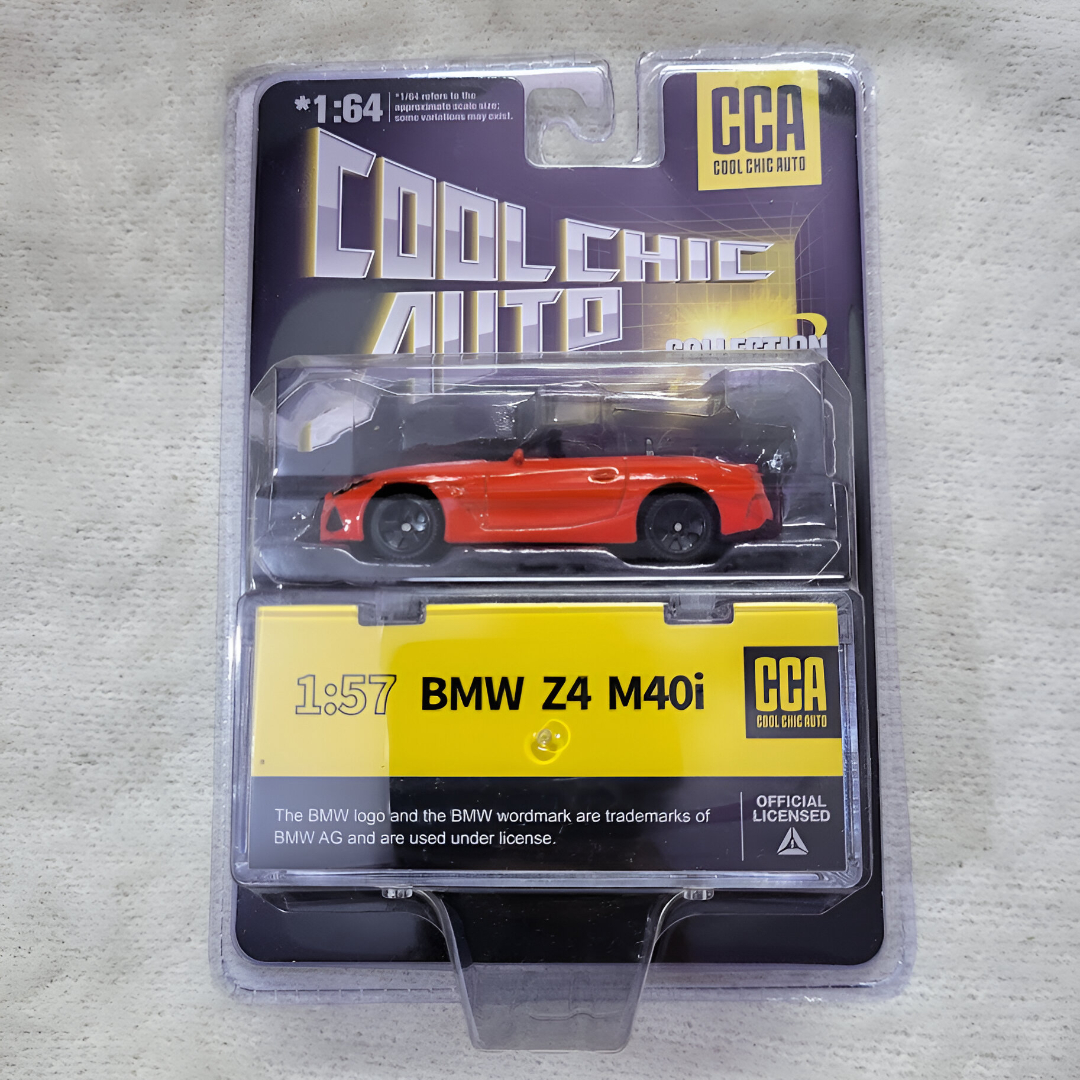 *1:64
*1/64 refers to the
approximate scale size;
some variations may exist.
CCA
COOL CHIC AUTO
COOL CHIC
AUTO
COLLECTION
1:57 BMW Z4 M40i
CCA
COOL CHIC AUTO
The BMW logo and the BMW wordmark are trademarks of
BMW AG and are used under license.
OFFICIAL
LICENSED